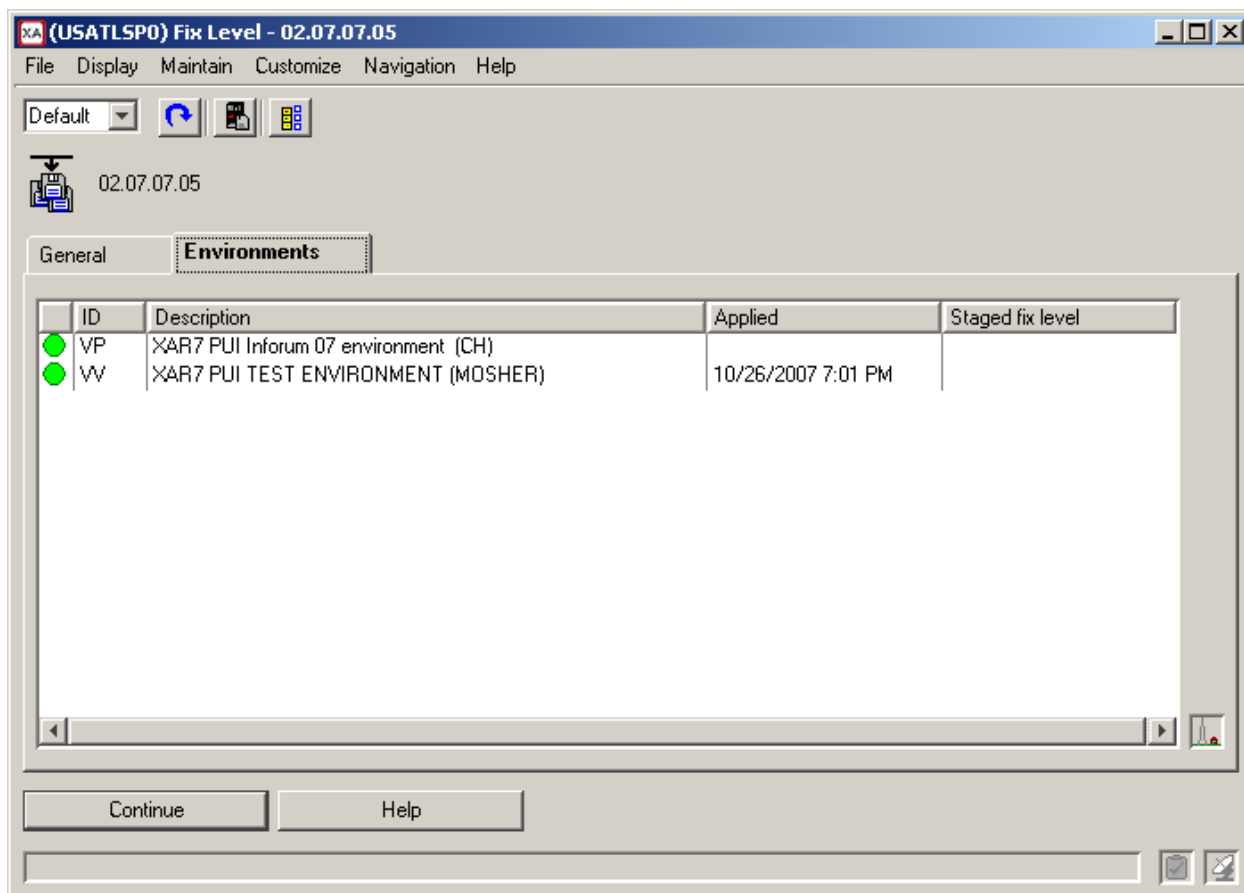 XA (USATLSP0) Fix Level - 02.07.07.05
File Display Maintain Customize Navigation Help
Default
02.07.07.05
General Environments
ID Description Applied Staged fix level
VP XAR7 PUI Inforum 07 environment (CH)
VV XAR7 PUI TEST ENVIRONMENT (MOSHER) 10/26/2007 7:01 PM
Continue Help